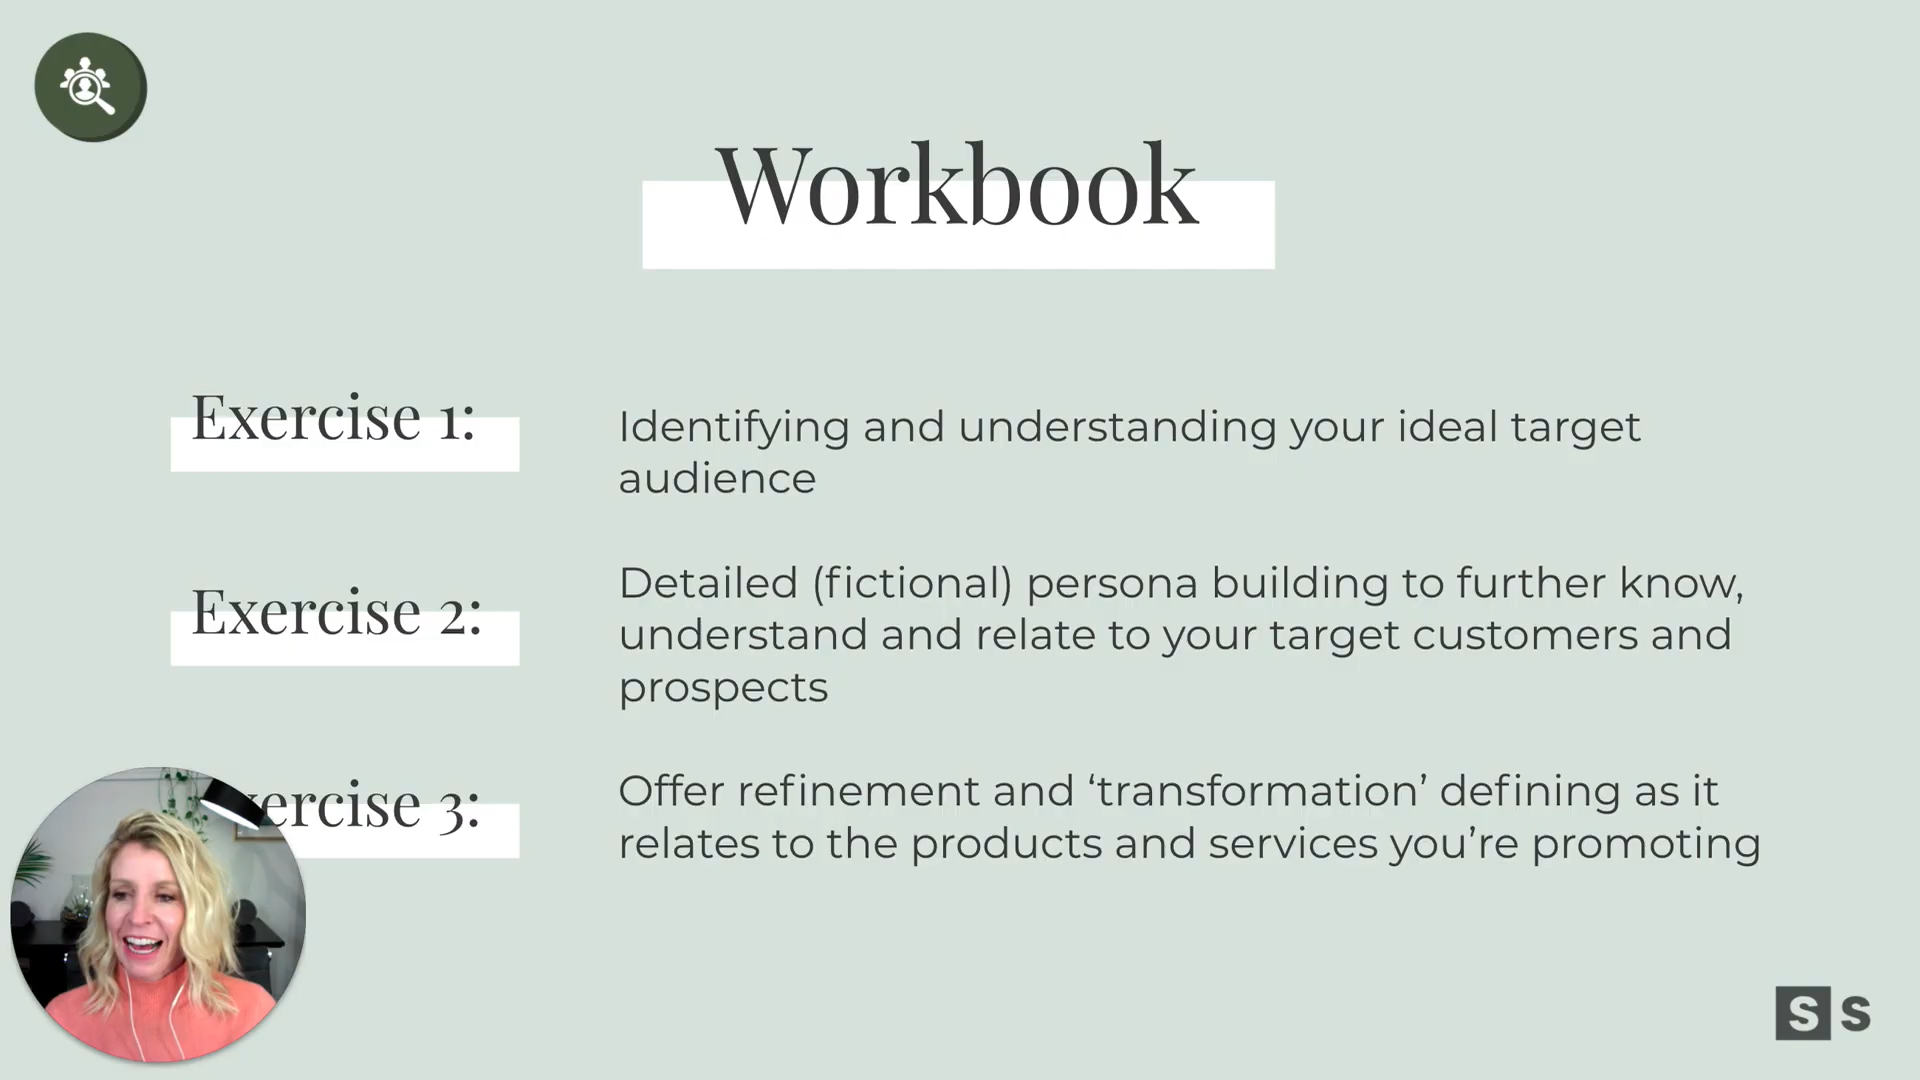 Workbook
Exercise 1:
Identifying and understanding your ideal target
audience
Exercise 2:
Detailed (fictional) persona building to further know,
understand and relate to your target customers and
prospects
xercise 3:
Offer refinement and ‘transformation’ defining as it
relates to the products and services you’re promoting
S S